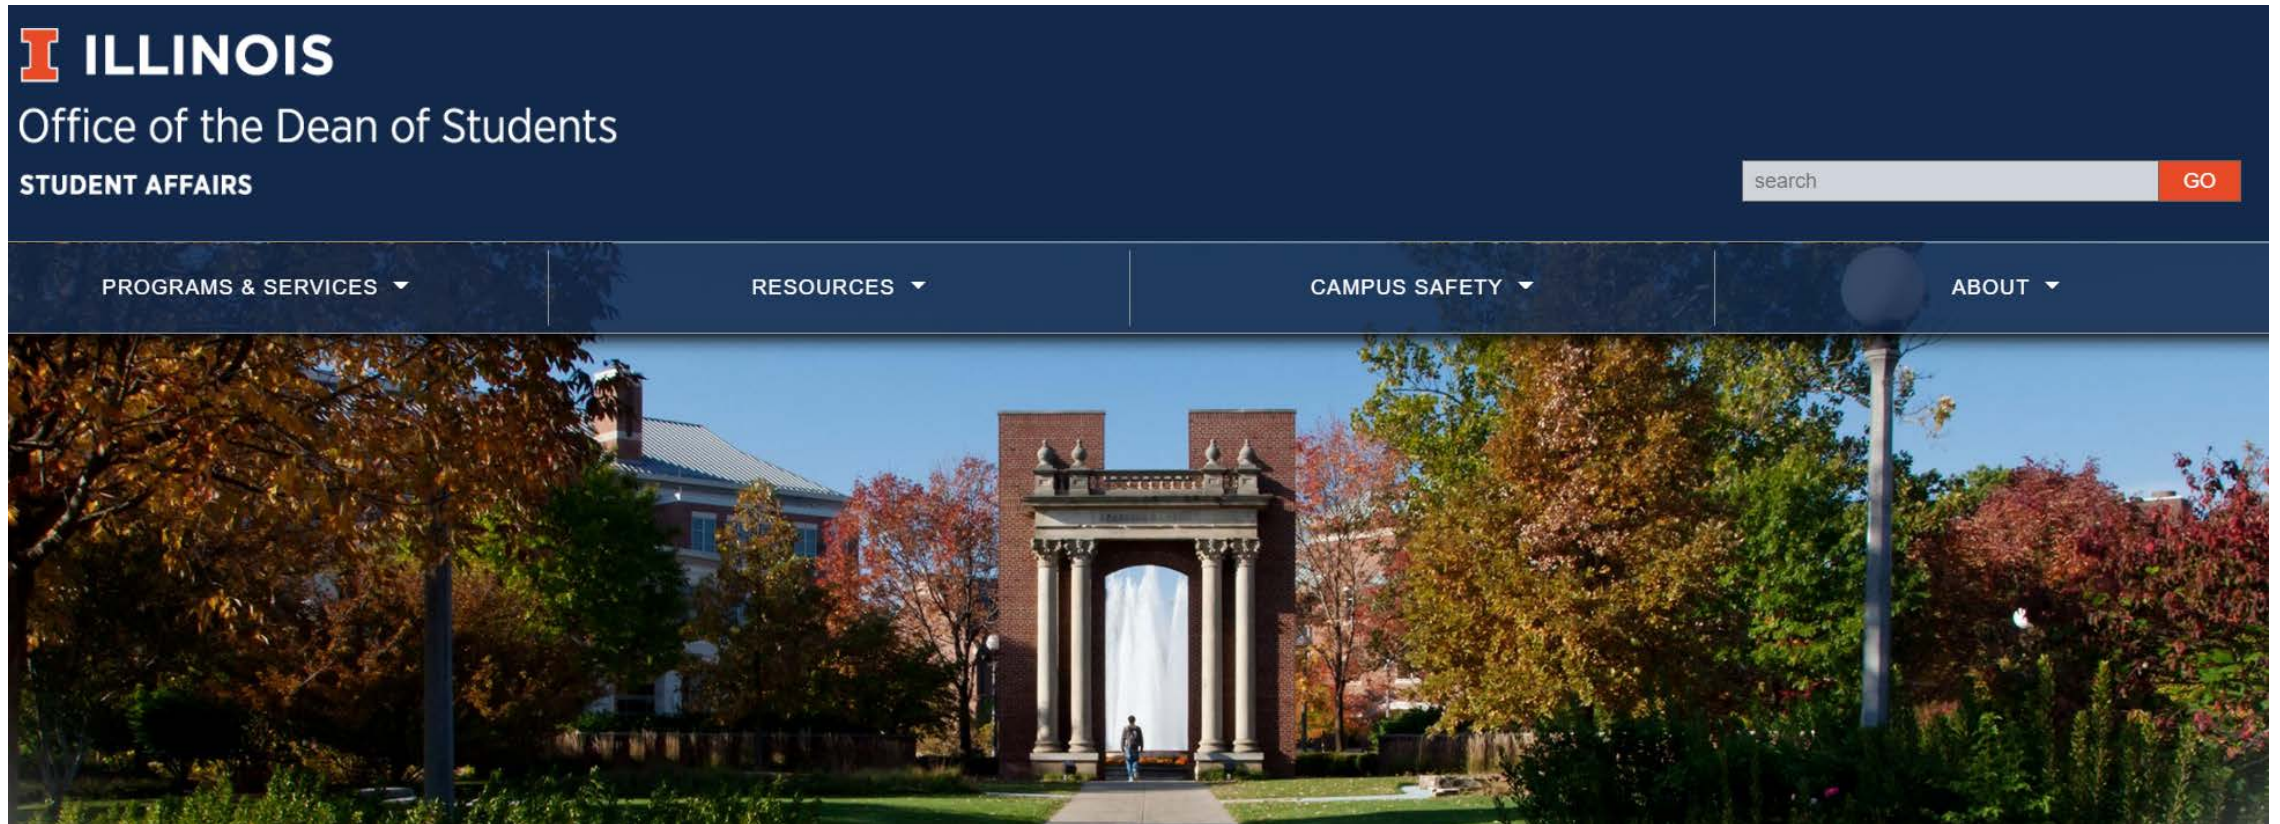 I ILLINOIS
Office of the Dean of Students
STUDENT AFFAIRS
search GO
PROGRAMS & SERVICES RESOURCES CAMPUS SAFETY ABOUT